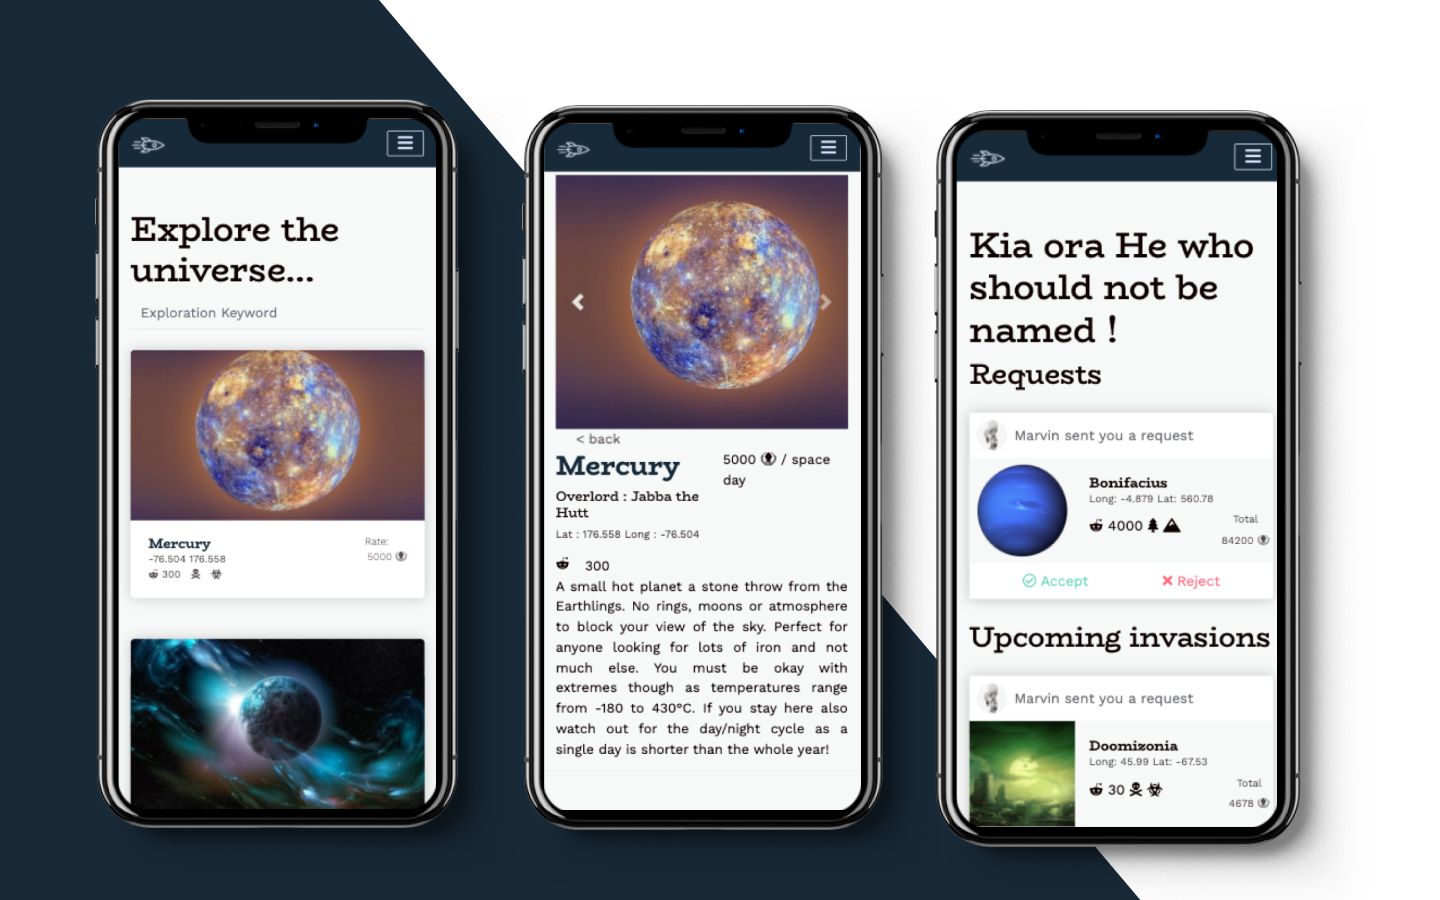 Explore the
universe...
Exploration Keyword
Mercury
-76.504 176.558
300
Rate:
5000
< back
Mercury
5000 / space
day
Overlord : Jabba the
Hutt
Lat : 176.558 Long : -76.504
300
A small hot planet a stone throw from the
Earthlings. No rings, moons or atmosphere
to block your view of the sky. Perfect for
anyone looking for lots of iron and not
much else. You must be okay with
extremes though as temperatures range
from -180 to 430°C. If you stay here also
watch out for the day/night cycle as a
single day is shorter than the whole year!
Kia ora He who
should not be
named !
Requests
Marvin sent you a request
Bonifacius
Long: -4.879 Lat: 560.78
4000
Total
84200
Accept
Reject
Upcoming invasions
Marvin sent you a request
Doomizonia
Long: 45.99 Lat: -67.53
30
Total
4678